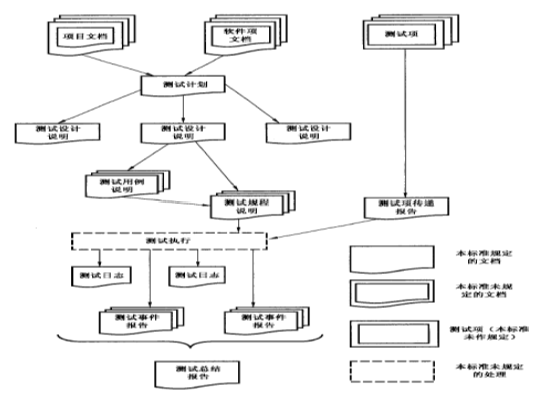 项目文档
软件项
文档
测试项
测试计划
测试设计
说明
测试设计
说明
测试设计
说明
测试用例
说明
测试规程
说明
测试项传递
报告
测试执行
测试日志
测试日志
测试事件
报告
测试事件
报告
测试总结
报告
本标准规定
的文档
本标准未规
定的文档
测试项（本标准
未作规定）
本标准未规定
的处理